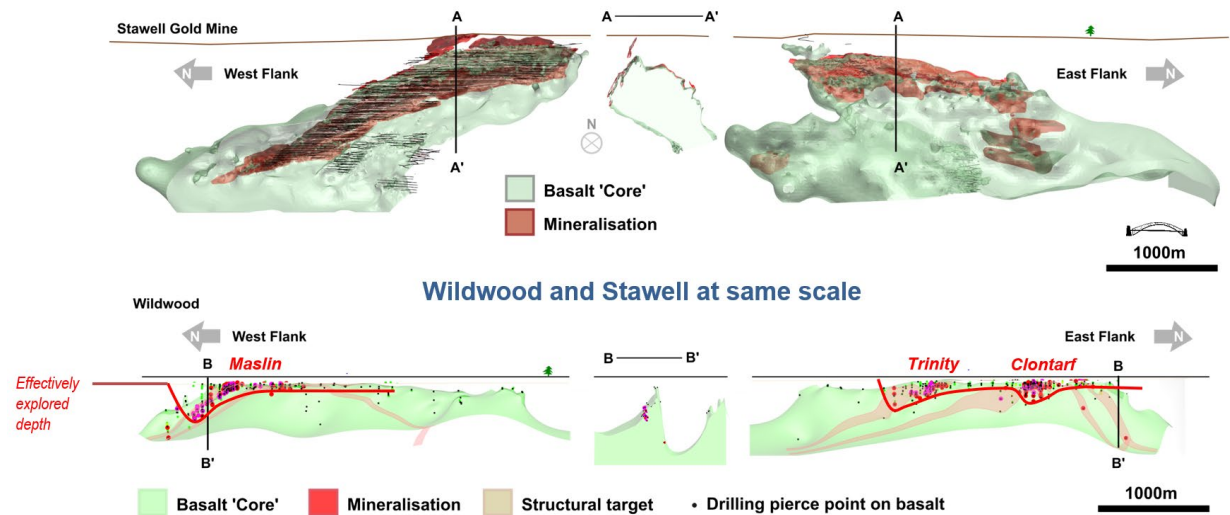 Stawell Gold Mine
A
A
A'
A
N
West Flank
East Flank
N
N
A'
A'
Basalt 'Core'
Mineralisation
1000m
Wildwood and Stawell at same scale
Wildwood
N
West Flank
East Flank
N
B
Maslin
B
B'
Trinity
Clontarf
B
Effectively
explored
depth
B'
B'
Basalt 'Core'
Mineralisation
Structural target
Drilling pierce point on basalt
1000m